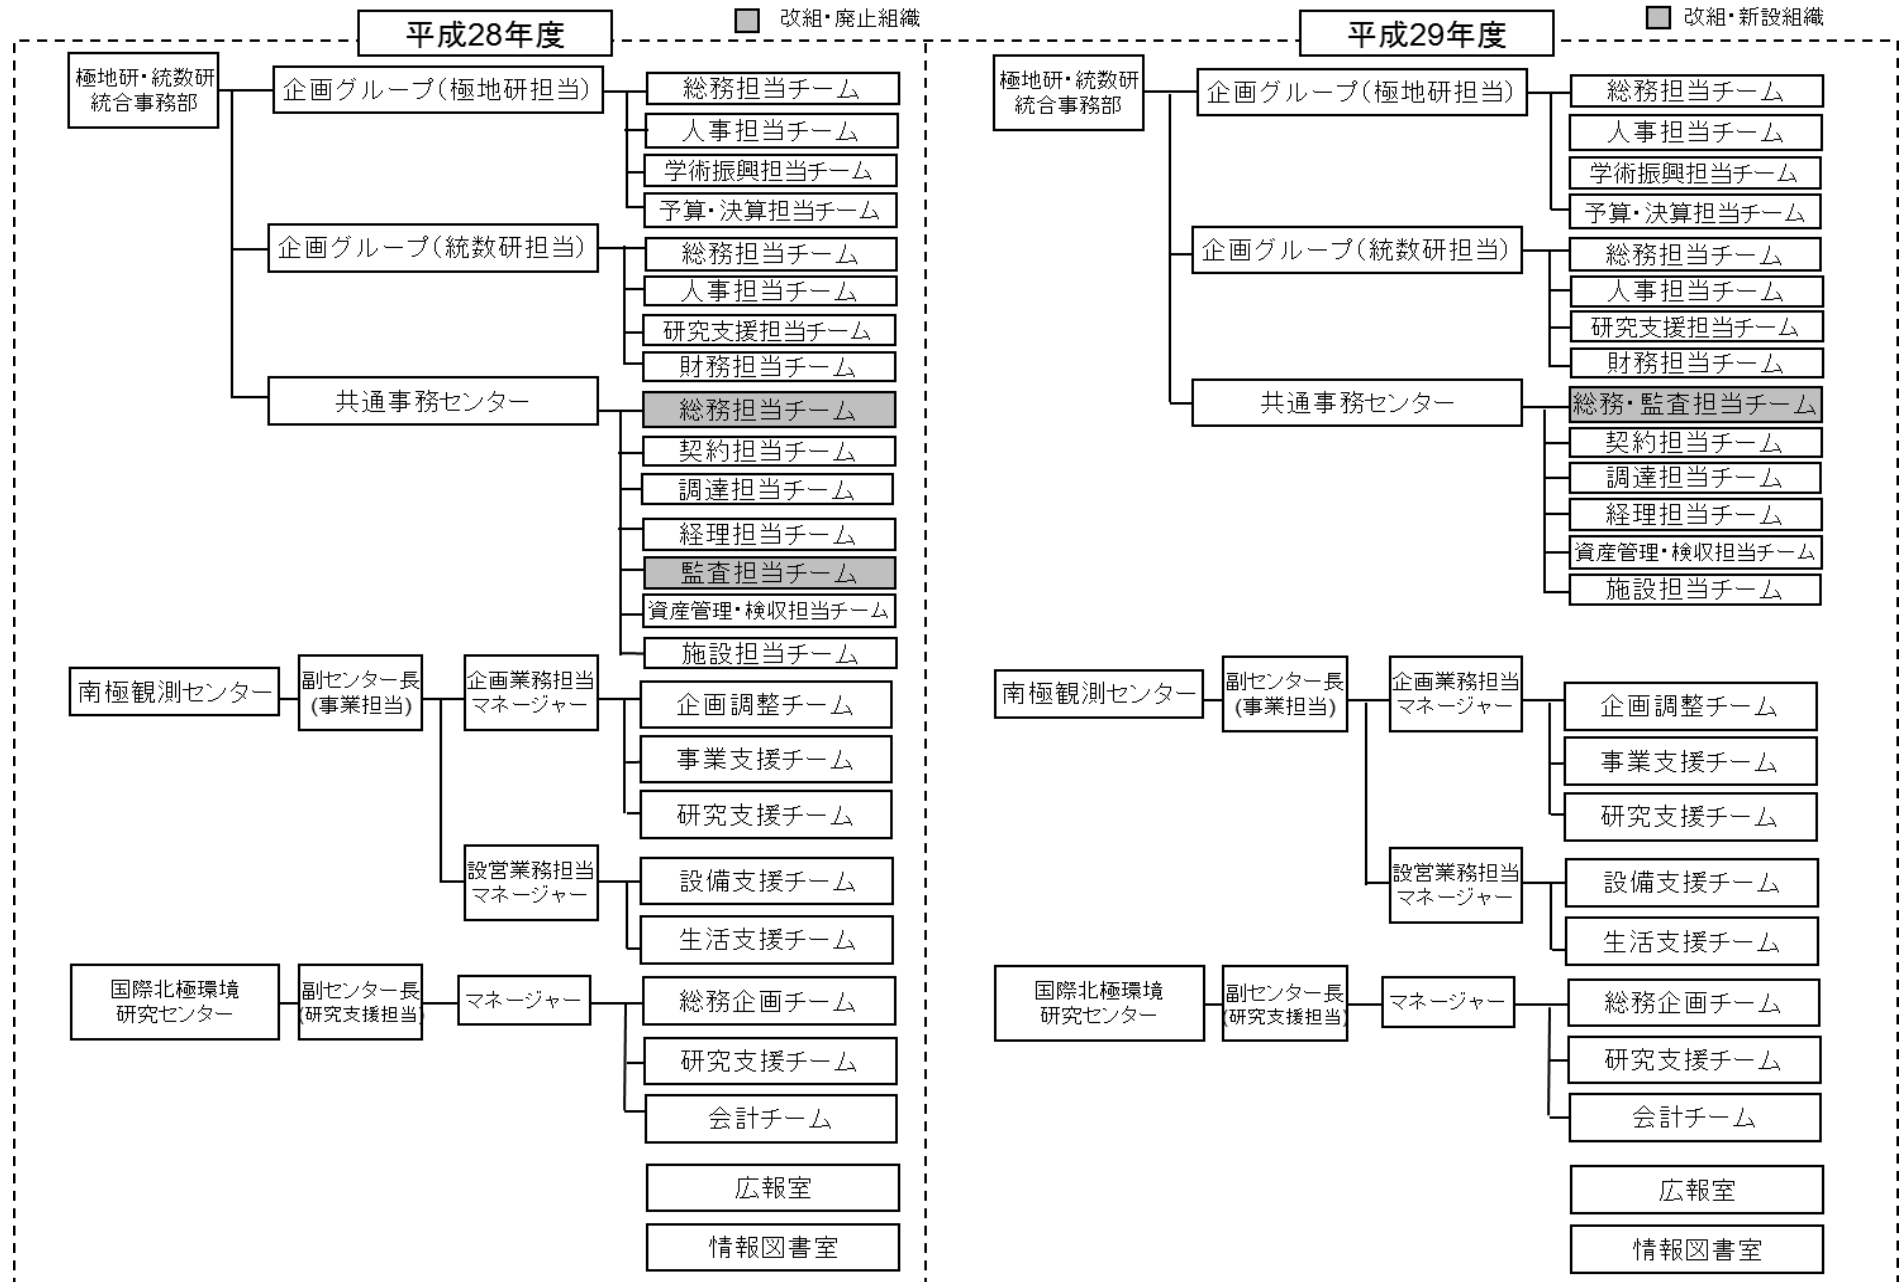 平成28年度
改組・廃止組織
極地研・統数研
統合事務部
企画グループ(極地研担当)
総務担当チーム
人事担当チーム
学術振興担当チーム
予算・決算担当チーム
企画グループ(統数研担当)
総務担当チーム
人事担当チーム
研究支援担当チーム
財務担当チーム
共通事務センター
総務担当チーム
契約担当チーム
調達担当チーム
経理担当チーム
監査担当チーム
資産管理・検収担当チーム
施設担当チーム
南極観測センター
副センター長
(事業担当)
企画業務担当
マネージャー
企画調整チーム
事業支援チーム
研究支援チーム
設営業務担当
マネージャー
設備支援チーム
生活支援チーム
国際北極環境
研究センター
副センター長
(研究支援担当)
マネージャー
総務企画チーム
研究支援チーム
会計チーム
広報室
情報図書室
平成29年度
改組・新設組織
極地研・統数研
統合事務部
企画グループ(極地研担当)
総務担当チーム
人事担当チーム
学術振興担当チーム
予算・決算担当チーム
企画グループ(統数研担当)
総務担当チーム
人事担当チーム
研究支援担当チーム
財務担当チーム
共通事務センター
総務・監査担当チーム
契約担当チーム
調達担当チーム
経理担当チーム
資産管理・検収担当チーム
施設担当チーム
南極観測センター
副センター長
(事業担当)
企画業務担当
マネージャー
企画調整チーム
事業支援チーム
研究支援チーム
設営業務担当
マネージャー
設備支援チーム
生活支援チーム
国際北極環境
研究センター
副センター長
(研究支援担当)
マネージャー
総務企画チーム
研究支援チーム
会計チーム
広報室
情報図書室